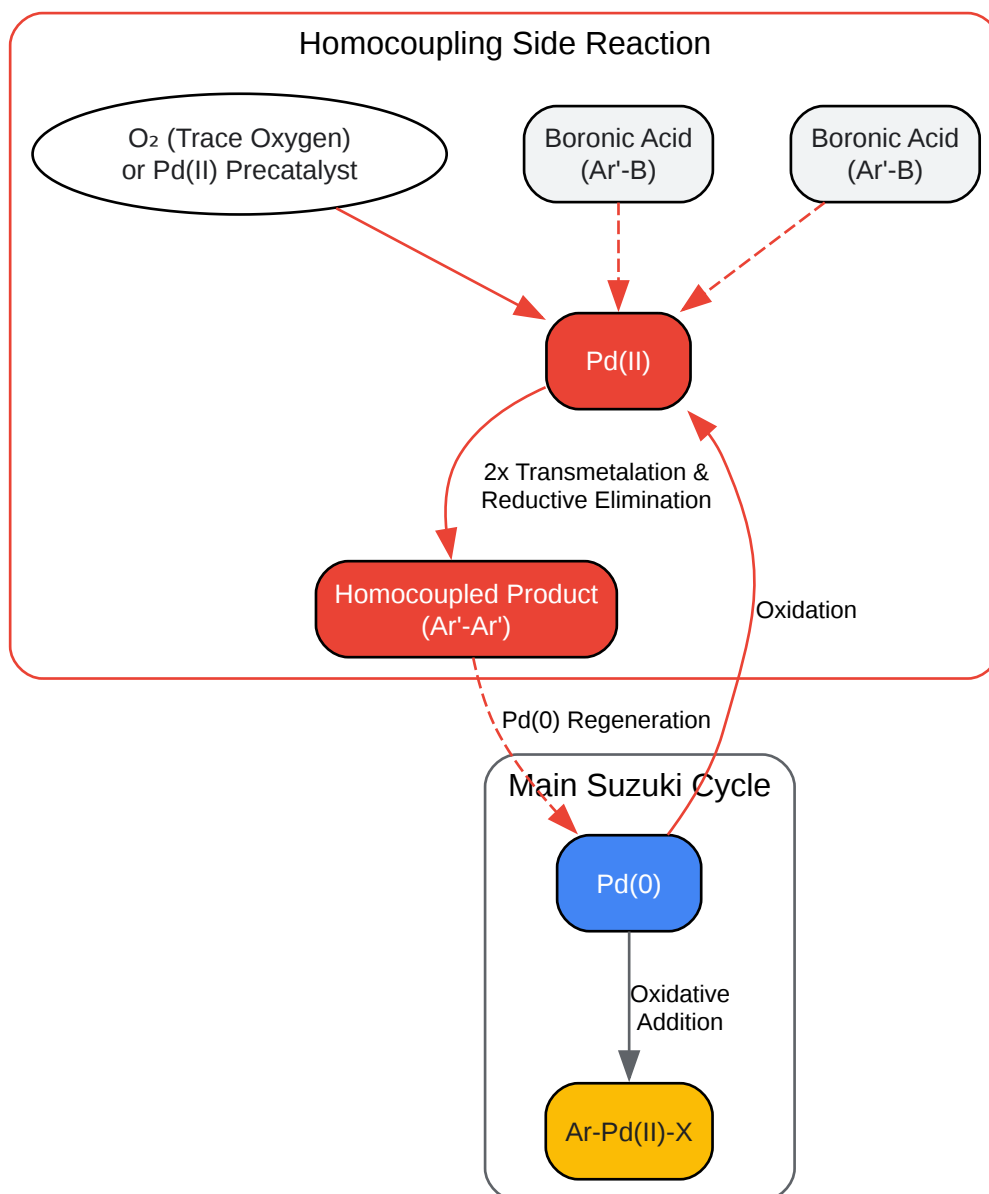 Homocoupling Side Reaction
O₂ (Trace Oxygen)
or Pd(II) Precatalyst
Boronic Acid
(Ar'-B)
Boronic Acid
(Ar'-B)
Pd(II)
2x Transmetalation &
Reductive Elimination
Homocoupled Product
(Ar'-Ar')
Oxidation
Pd(0) Regeneration
Main Suzuki Cycle
Pd(0)
Oxidative
Addition
Ar-Pd(II)-X